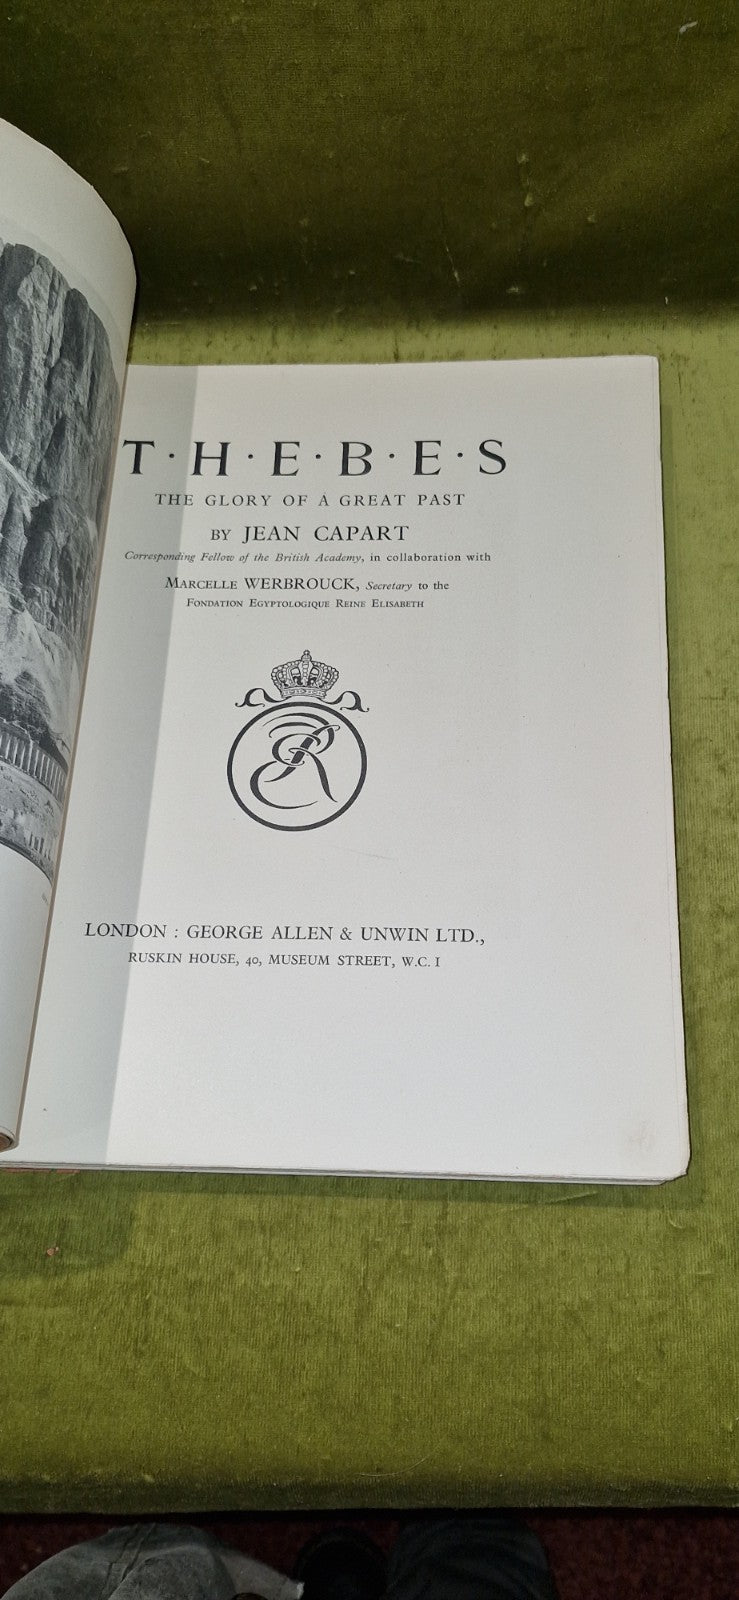 T·H·E·B·E·S
THE GLORY OF A GREAT PAST
BY JEAN CAPART
Corresponding Fellow of the British Academy, in collaboration with
MARCELLE WERBROUCK, Secretary to the
FONDATION EGYPTOLOGIQUE REINE ELISABETH
LONDON : GEORGE ALLEN & UNWIN LTD.,
RUSKIN HOUSE, 40, MUSEUM STREET, W.C. 1